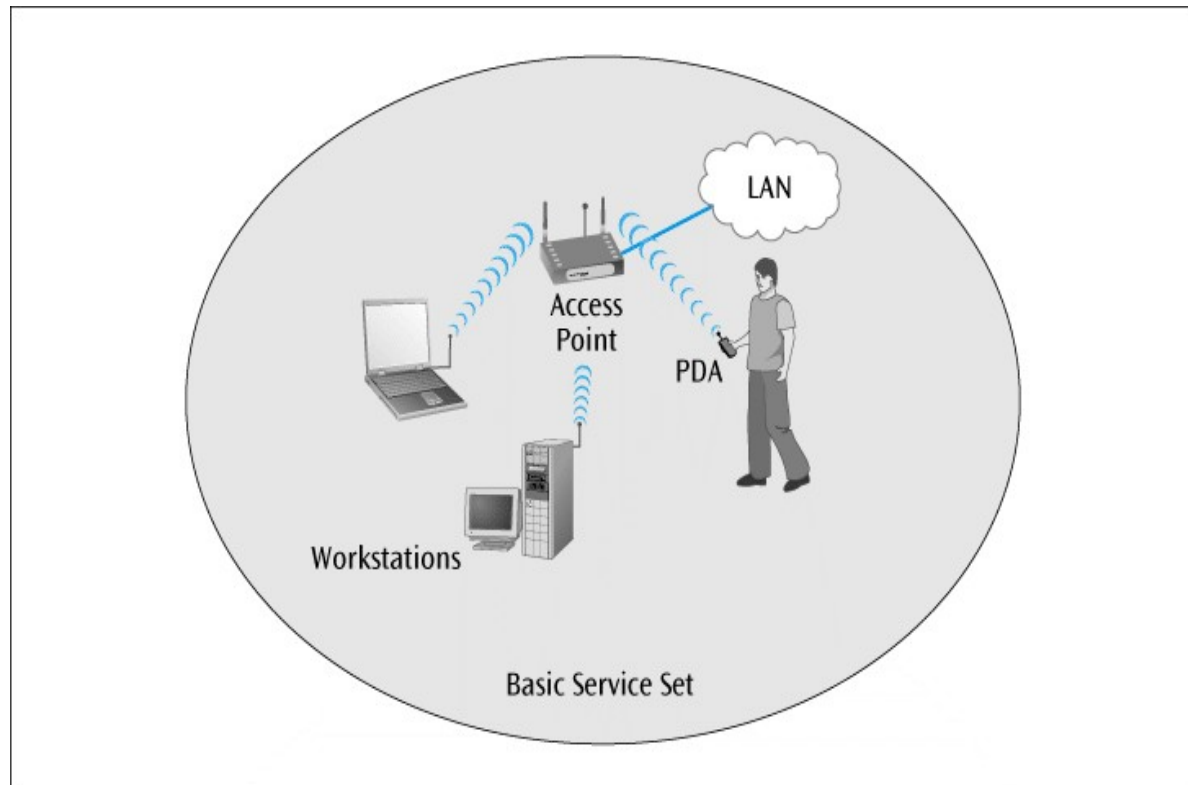 LAN
Access
Point
PDA
Workstations
Basic Service Set